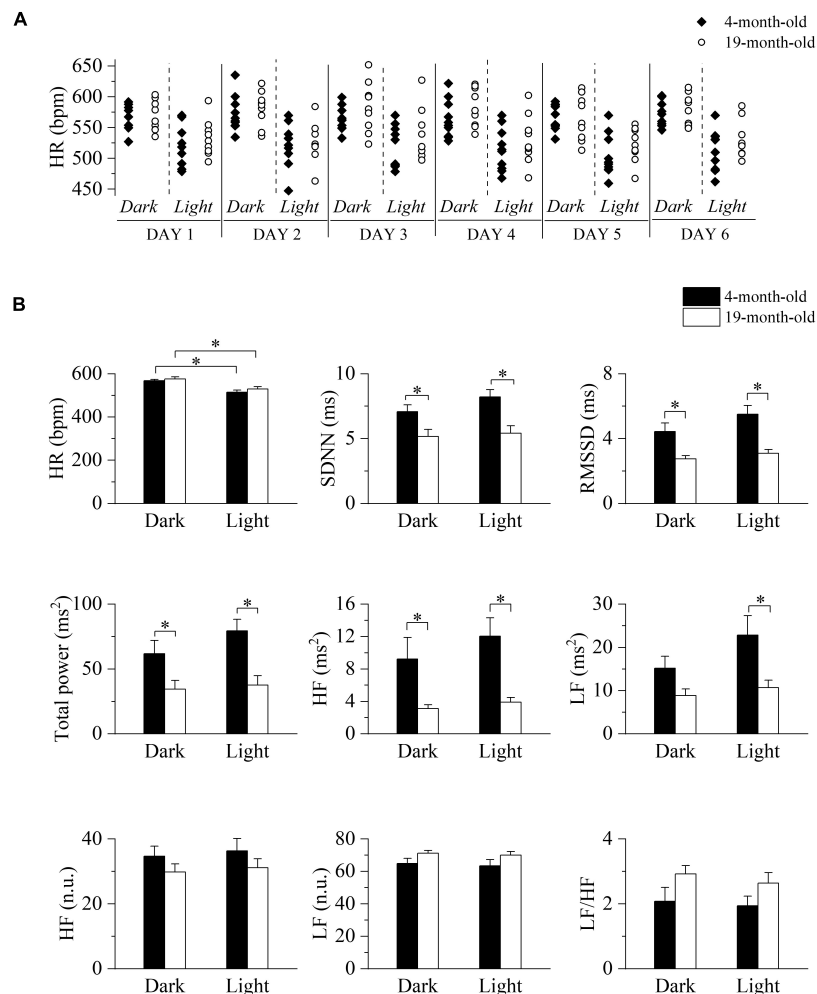 A
4-month-old
19-month-old
HR (bpm)
650
600
550
500
450
Dark Light Dark Light Dark Light Dark Light Dark Light Dark Light
DAY 1 DAY 2 DAY 3 DAY 4 DAY 5 DAY 6
B
4-month-old
19-month-old
HR (bpm)
600
400
200
0
*
*
Dark Light
SDNN (ms)
10
5
0
* *
Dark Light
RMSSD (ms)
8
4
0
* *
Dark Light
Total power (ms²)
100
50
0
* *
Dark Light
HF (ms²)
16
12
8
4
0
* *
Dark Light
LF (ms²)
30
20
10
0
*
Dark Light
HF (n.u.)
40
20
0
Dark Light
LF (n.u.)
80
60
40
20
0
Dark Light
LF/HF
4
2
0
Dark Light